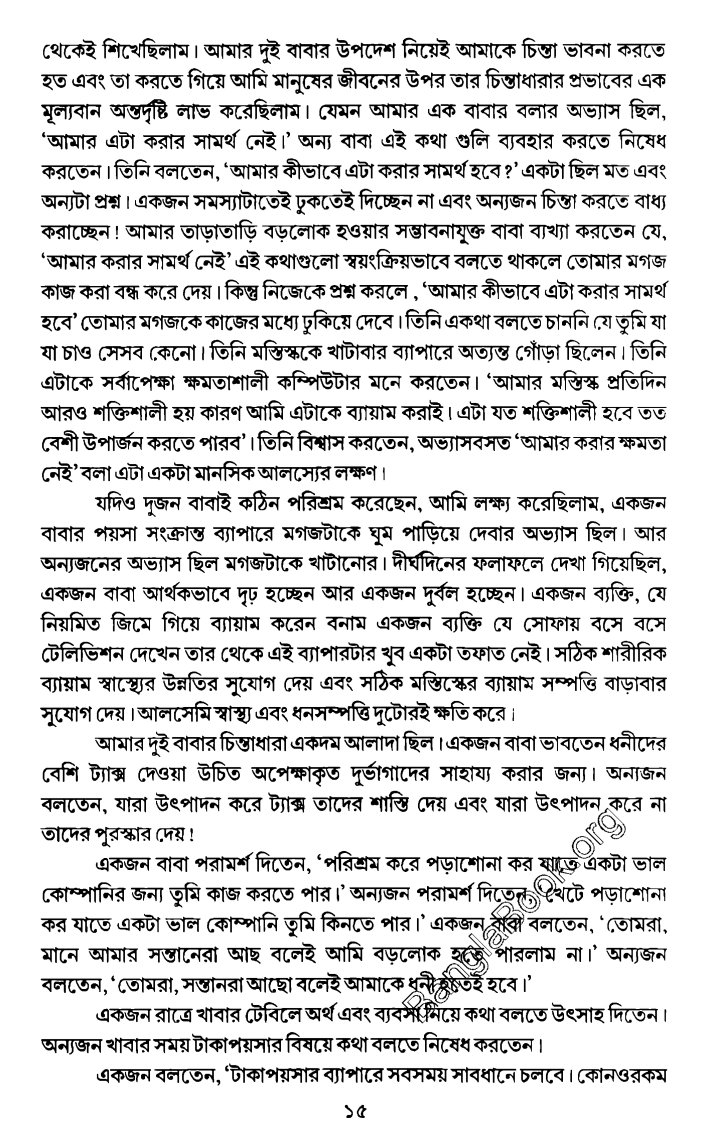 থেকেই শিখেছিলাম। আমার দুই বাবার উপদেশ নিয়েই আমাকে চিন্তা ভাবনা করতে
হত এবং তা করতে গিয়ে আমি মানুষের জীবনের উপর তার চিন্তাধারার প্রভাবের এক
মূল্যবান অন্তর্দৃষ্টি লাভ করেছিলাম। যেমন আমার এক বাবার বলার অভ্যাস ছিল,
‘আমার এটা করার সামর্থ নেই।’ অন্য বাবা এই কথা গুলি ব্যবহার করতে নিষেধ
করতেন। তিনি বলতেন, ‘আমার কীভাবে এটা করার সামর্থ হবে?’ একটা ছিল মত এবং
অন্যটা প্রশ্ন। একজন সমস্যাটাতেই ঢুকতেই দিচ্ছেন না এবং অন্যজন চিন্তা করতে বাধ্য
করাচ্ছেন! আমার তাড়াতাড়ি বড়লোক হওয়ার সম্ভাবনাযুক্ত বাবা ব্যখ্যা করতেন যে,
‘আমার করার সামর্থ নেই’ এই কথাগুলো স্বয়ংক্রিয়ভাবে বলতে থাকলে তোমার মগজ
কাজ করা বন্ধ করে দেয়। কিন্তু নিজেকে প্রশ্ন করলে , ‘আমার কীভাবে এটা করার সামর্থ
হবে’ তোমার মগজকে কাজের মধ্যে ঢুকিয়ে দেবে। তিনি একথা বলতে চাননি যে তুমি যা
যা চাও সেসব কেনো। তিনি মস্তিস্ককে খাটাবার ব্যাপারে অত্যন্ত গোঁড়া ছিলেন। তিনি
এটাকে সর্বাপেক্ষা ক্ষমতাশালী কম্পিউটার মনে করতেন। ‘আমার মস্তিস্ক প্রতিদিন
আরও শক্তিশালী হয় কারণ আমি এটাকে ব্যায়াম করাই। এটা যত শক্তিশালী হবে তত
বেশী উপার্জন করতে পারব’। তিনি বিশ্বাস করতেন, অভ্যাসবসত ‘আমার করার ক্ষমতা
নেই’ বলা এটা একটা মানসিক আলস্যের লক্ষণ।
যদিও দুজন বাবাই কঠিন পরিশ্রম করেছেন, আমি লক্ষ্য করেছিলাম, একজন
বাবার পয়সা সংক্রান্ত ব্যাপারে মগজটাকে ঘুম পাড়িয়ে দেবার অভ্যাস ছিল। আর
অন্যজনের অভ্যাস ছিল মগজটাকে খাটানোর। দীর্ঘদিনের ফলাফলে দেখা গিয়েছিল,
একজন বাবা আর্থকভাবে দৃঢ় হচ্ছেন আর একজন দুর্বল হচ্ছেন। একজন ব্যক্তি, যে
নিয়মিত জিমে গিয়ে ব্যায়াম করেন বনাম একজন ব্যক্তি যে সোফায় বসে বসে
টেলিভিশন দেখেন তার থেকে এই ব্যাপারটার খুব একটা তফাত নেই। সঠিক শারীরিক
ব্যায়াম স্বাস্থ্যের উন্নতির সুযোগ দেয় এবং সঠিক মস্তিস্কের ব্যায়াম সম্পত্তি বাড়াবার
সুযোগ দেয়। আলসেমি স্বাস্থ্য এবং ধনসম্পত্তি দুটোরই ক্ষতি করে।
আমার দুই বাবার চিন্তাধারা একদম আলাদা ছিল। একজন বাবা ভাবতেন ধনীদের
বেশি ট্যাক্স দেওয়া উচিত অপেক্ষাকৃত দুর্ভাগাদের সাহায্য করার জন্য। অন্যজন
বলতেন, যারা উৎপাদন করে ট্যাক্স তাদের শাস্তি দেয় এবং যারা উৎপাদন করে না
তাদের পুরস্কার দেয়!
একজন বাবা পরামর্শ দিতেন, ‘পরিশ্রম করে পড়াশোনা কর যাতে একটা ভাল
কোম্পানির জন্য তুমি কাজ করতে পার।’ অন্যজন পরামর্শ দিতেন, ‘খেটে পড়াশোনা
কর যাতে একটা ভাল কোম্পানি তুমি কিনতে পার।’ একজন বাবা বলতেন, ‘তোমরা,
মানে আমার সন্তানেরা আছ বলেই আমি বড়লোক হতে পারলাম না।’ অন্যজন
বলতেন, ‘তোমরা, সন্তানরা আছো বলেই আমাকে ধনী হতেই হবে।’
একজন রাত্রে খাবার টেবিলে অর্থ এবং ব্যবসা নিয়ে কথা বলতে উৎসাহ দিতেন।
অন্যজন খাবার সময় টাকাপয়সার বিষয়ে কথা বলতে নিষেধ করতেন।
একজন বলতেন, ‘টাকাপয়সার ব্যাপারে সবসময় সাবধানে চলবে। কোনওরকম
১৫
BanglaBook.org